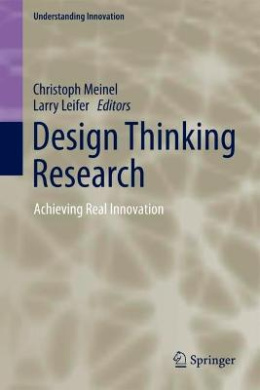 Understanding Innovation
Christoph Meinel
Larry Leifer Editors
Design Thinking
Research
Achieving Real Innovation
Springer